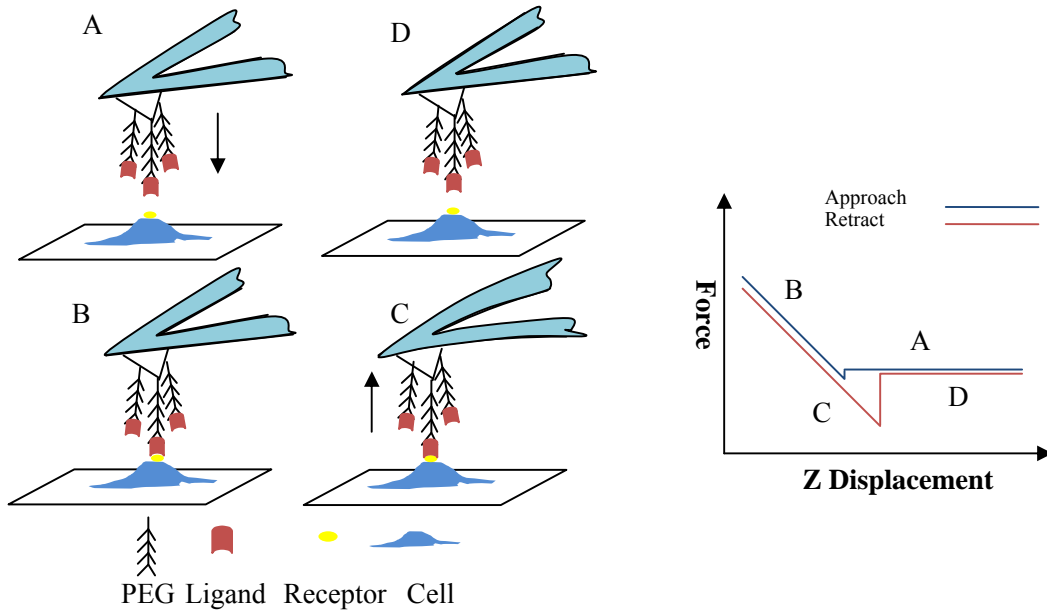 A
D
B
C
PEG Ligand Receptor Cell
Approach
Retract
B
A
C
D
Force
Z Displacement